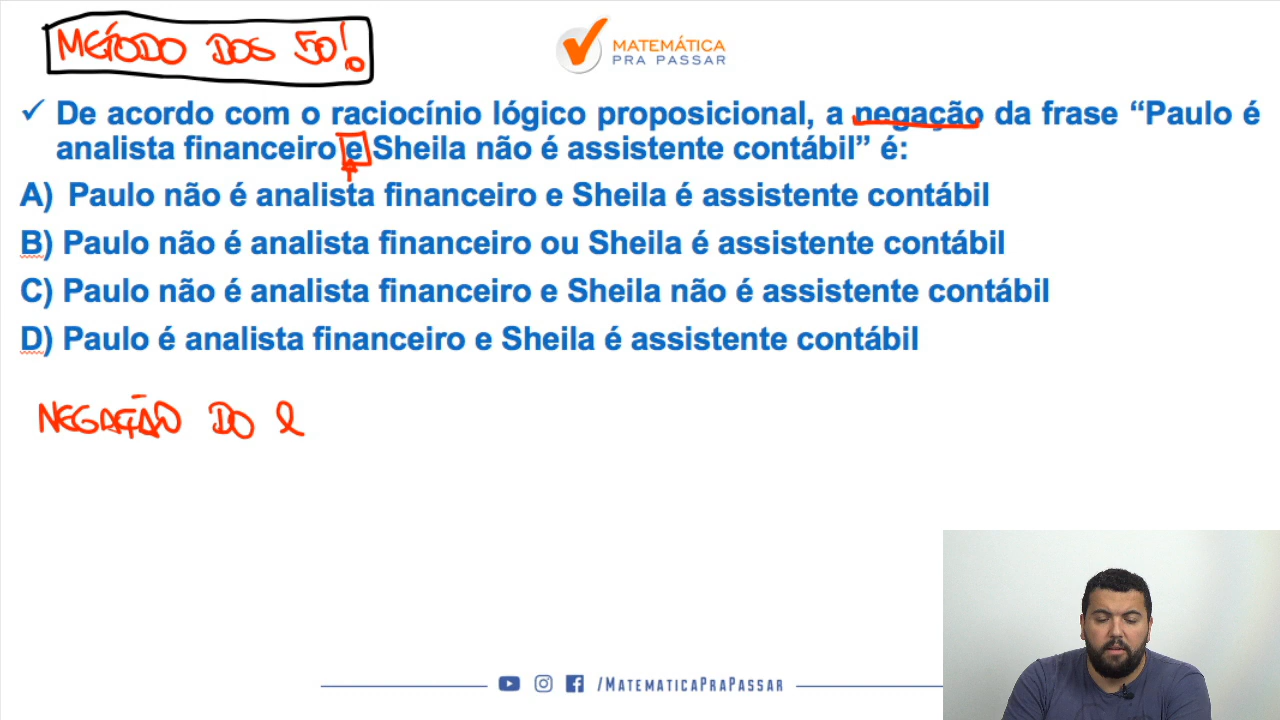 MÉTODO DOS 50!
MATEMÁTICA
PRA PASSAR
✓ De acordo com o raciocínio lógico proposicional, a negação da frase “Paulo é
analista financeiro e Sheila não é assistente contábil” é:
A) Paulo não é analista financeiro e Sheila é assistente contábil
B) Paulo não é analista financeiro ou Sheila é assistente contábil
C) Paulo não é analista financeiro e Sheila não é assistente contábil
D) Paulo é analista financeiro e Sheila é assistente contábil
NEGAÇÃO DO
/MATEMATICAPRAPASSAR